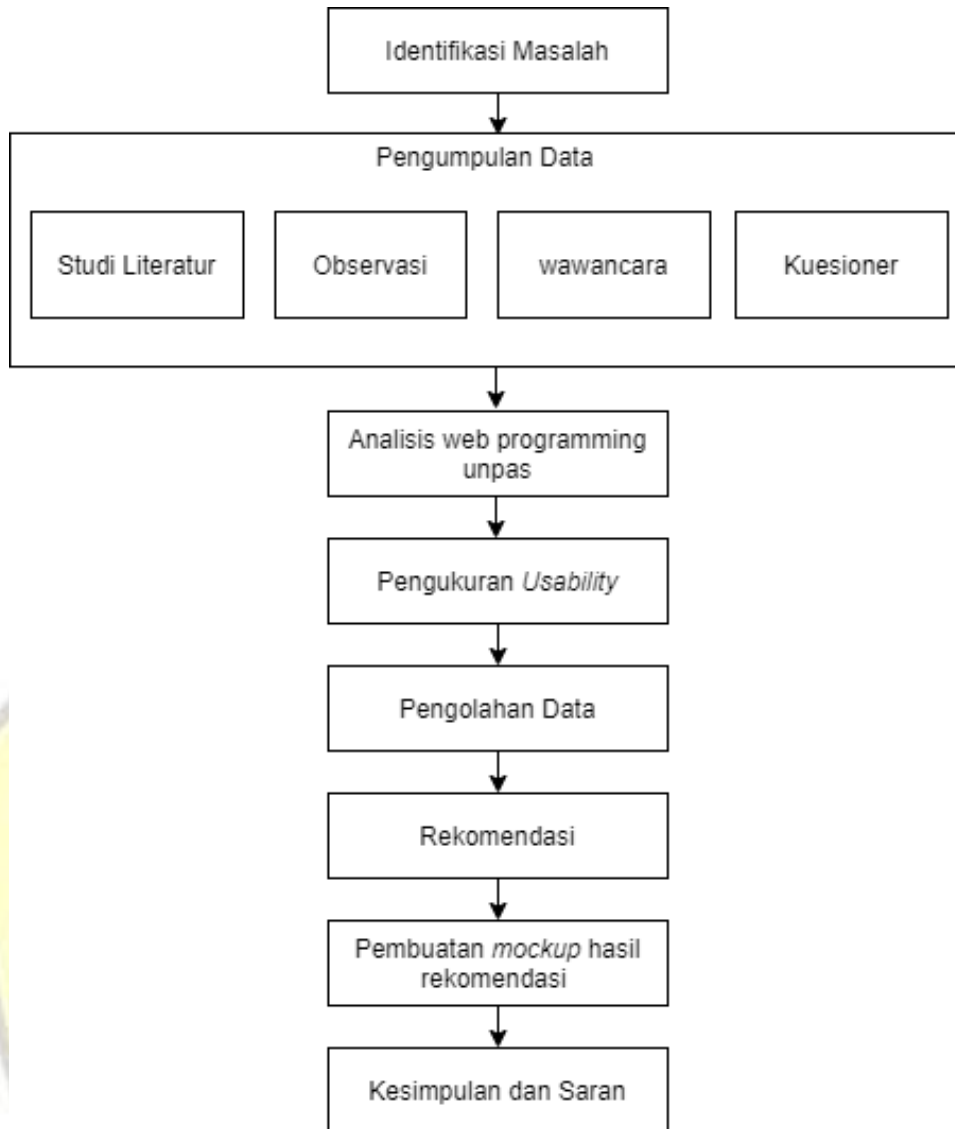 Identifikasi Masalah
Pengumpulan Data
Studi Literatur
Observasi
wawancara
Kuesioner
Analisis web programming
unpas
Pengukuran Usability
Pengolahan Data
Rekomendasi
Pembuatan mockup hasil
rekomendasi
Kesimpulan dan Saran